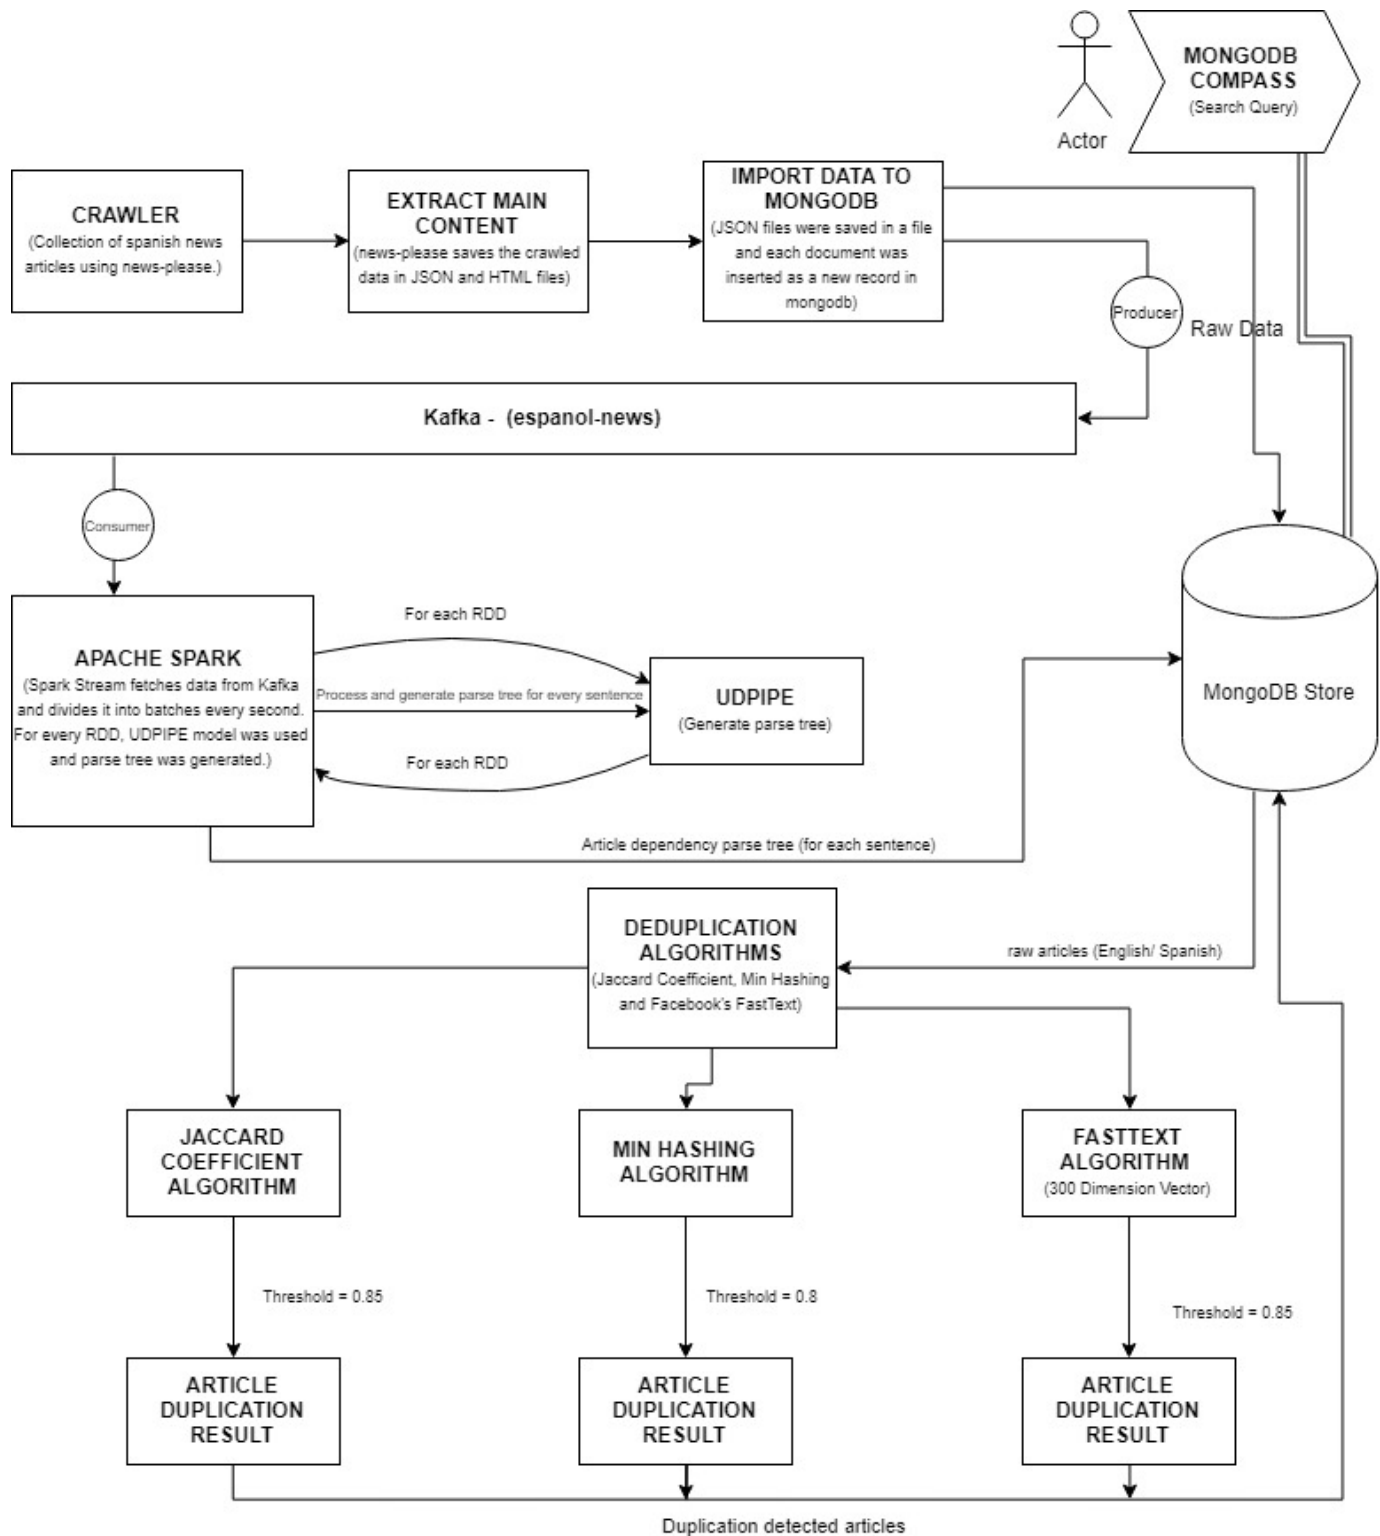 MONGODB
COMPASS
(Search Query)
Actor
CRAWLER
(Collection of spanish news
articles using news-please.)
EXTRACT MAIN
CONTENT
(news-please saves the crawled
data in JSON and HTML files)
IMPORT DATA TO
MONGODB
(JSON files were saved in a file
and each document was
inserted as a new record in
mongodb)
Producer
Raw Data
Kafka - (espanol-news)
Consumer
APACHE SPARK
(Spark Stream fetches data from Kafka
and divides it into batches every second.
For every RDD, UDPIPE model was used
and parse tree was generated.)
For each RDD
Process and generate parse tree for every sentence
For each RDD
UDPIPE
(Generate parse tree)
MongoDB Store
Article dependency parse tree (for each sentence)
DEDUPLICATION
ALGORITHMS
(Jaccard Coefficient, Min Hashing
and Facebook's FastText)
raw articles (English/ Spanish)
JACCARD
COEFFICIENT
ALGORITHM
MIN HASHING
ALGORITHM
FASTTEXT
ALGORITHM
(300 Dimension Vector)
Threshold = 0.85
Threshold = 0.8
Threshold = 0.85
ARTICLE
DUPLICATION
RESULT
ARTICLE
DUPLICATION
RESULT
ARTICLE
DUPLICATION
RESULT
Duplication detected articles